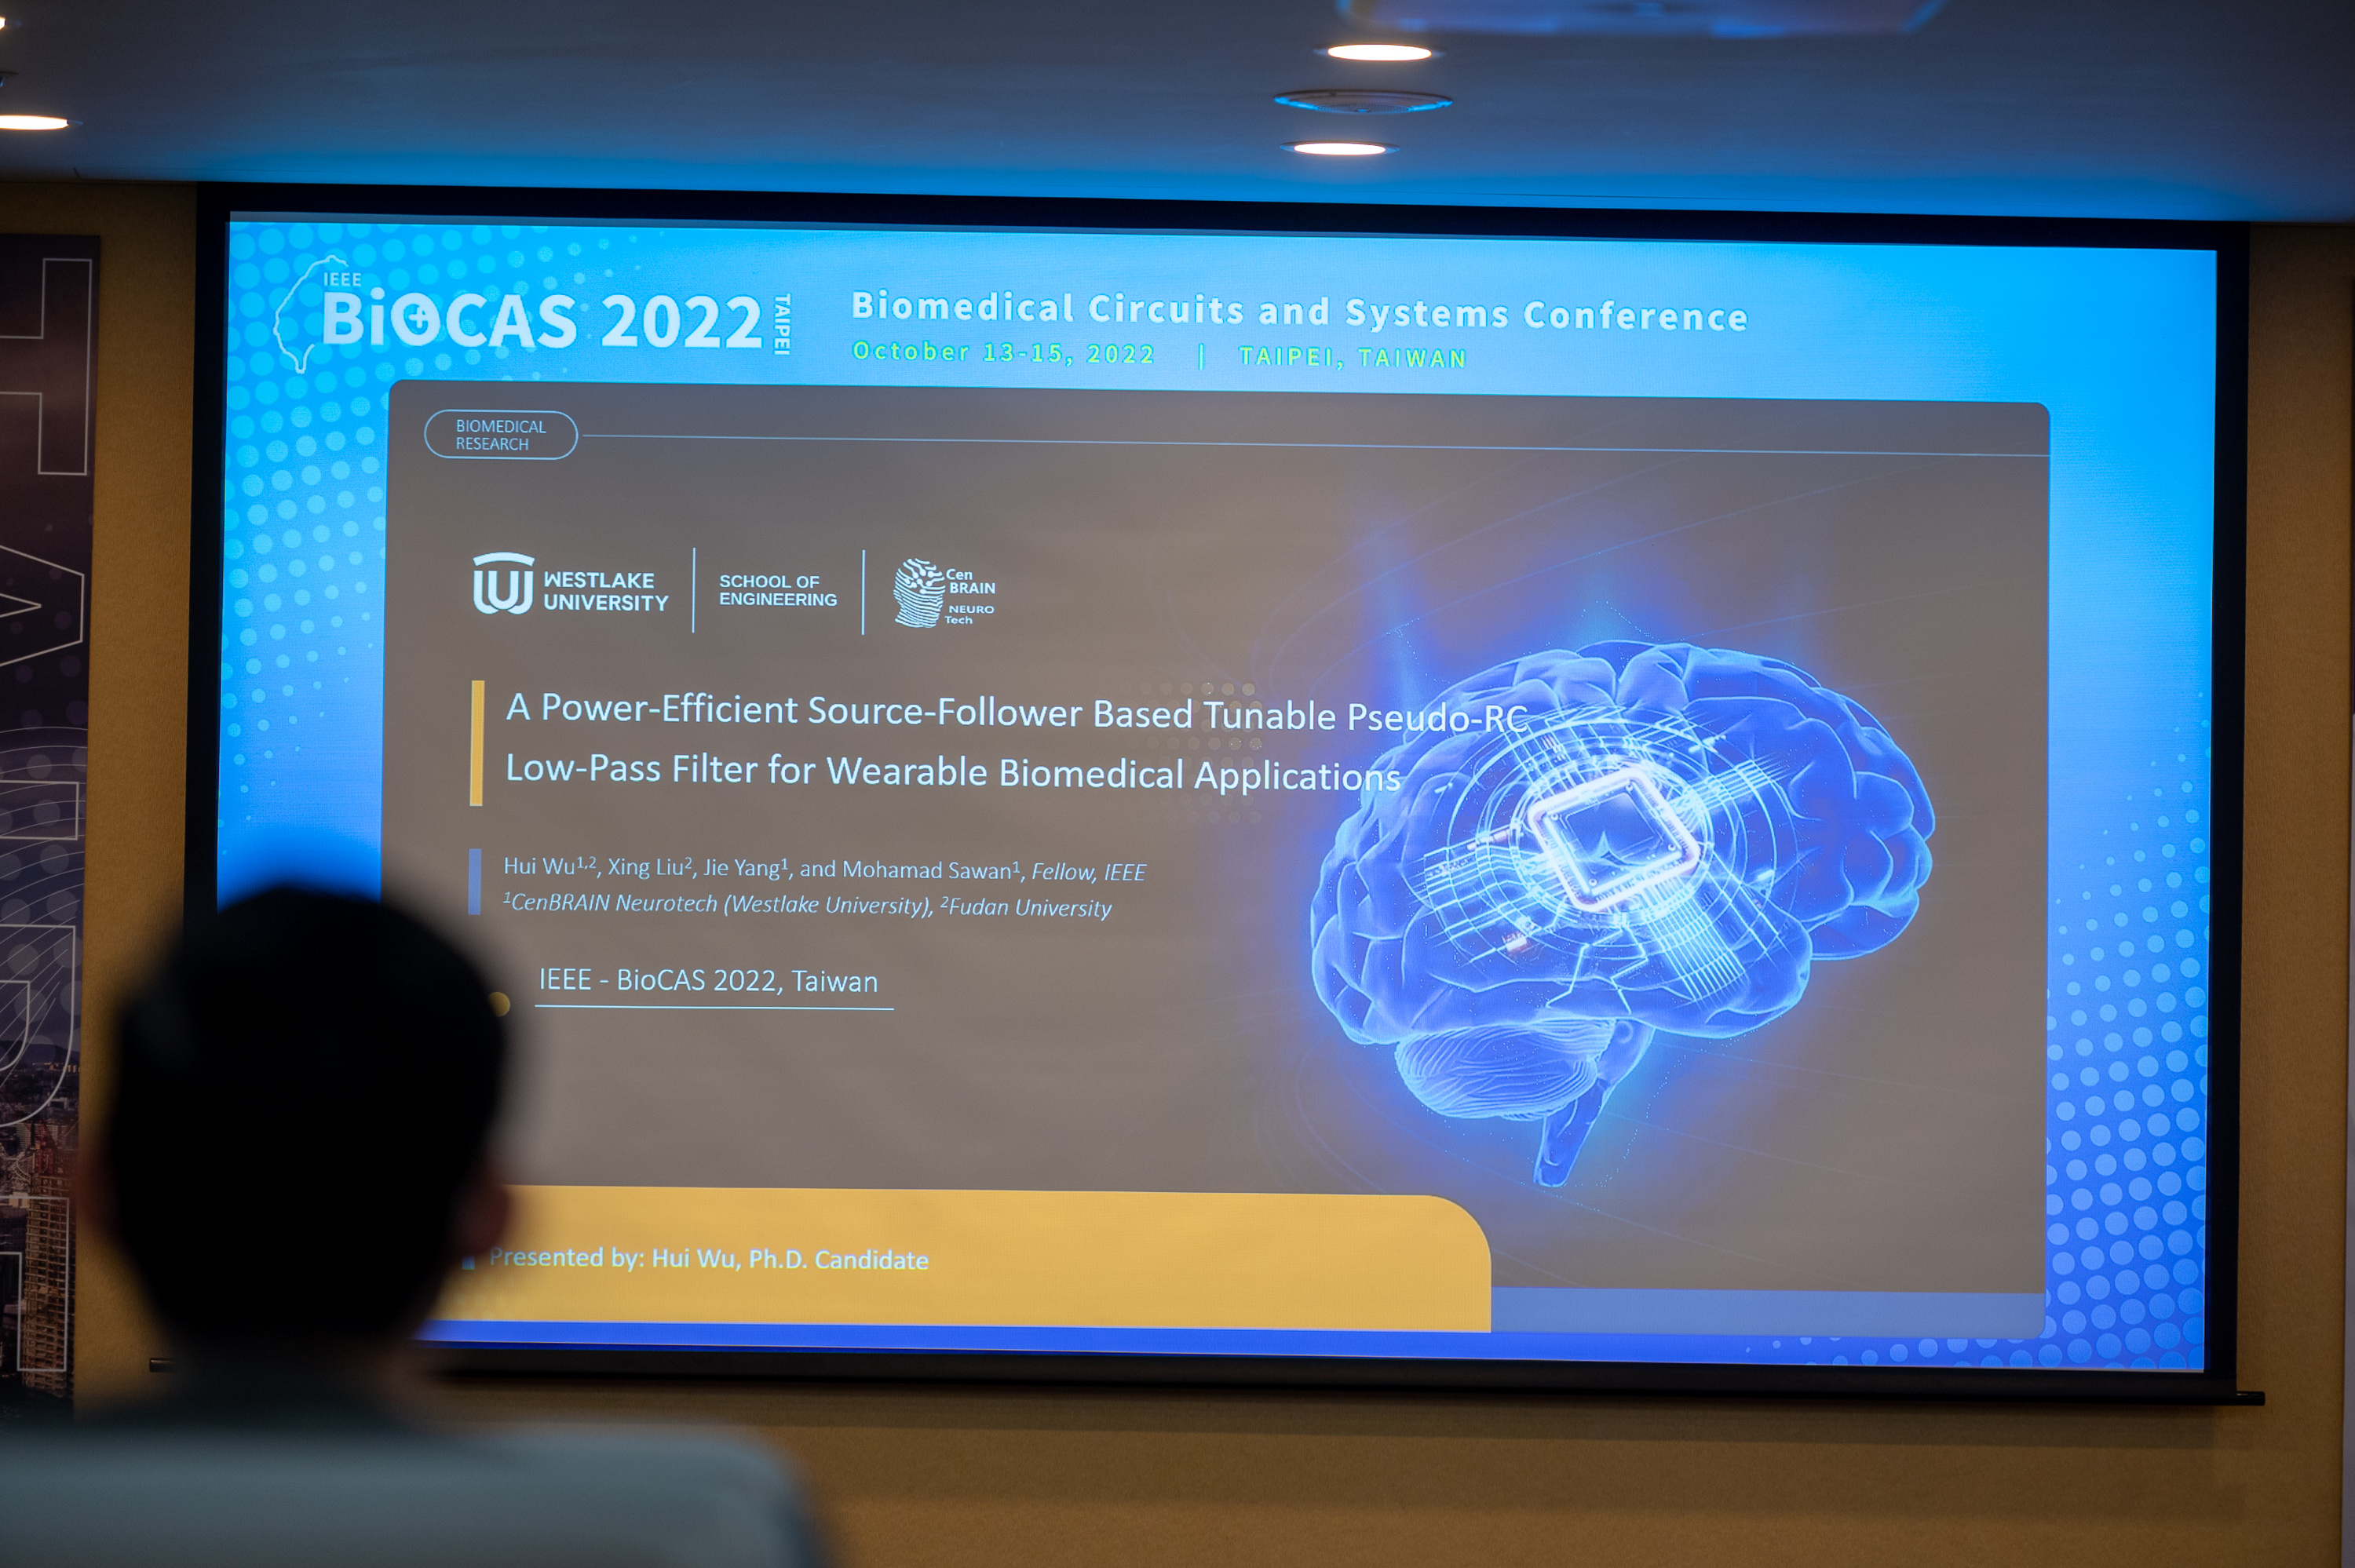 IEEE
BiOCAS 2022 TAIPEI
Biomedical Circuits and Systems Conference
October 13-15, 2022 | TAIPEI, TAIWAN
BIOMEDICAL
RESEARCH
WESTLAKE
UNIVERSITY
SCHOOL OF
ENGINEERING
Cen
BRAIN
NEURO
Tech
A Power-Efficient Source-Follower Based Tunable Pseudo-RC
Low-Pass Filter for Wearable Biomedical Applications
Hui Wu¹˒², Xing Liu², Jie Yang¹, and Mohamad Sawan¹, Fellow, IEEE
¹CenBRAIN Neurotech (Westlake University), ²Fudan University
IEEE - BioCAS 2022, Taiwan
Presented by: Hui Wu, Ph.D. Candidate